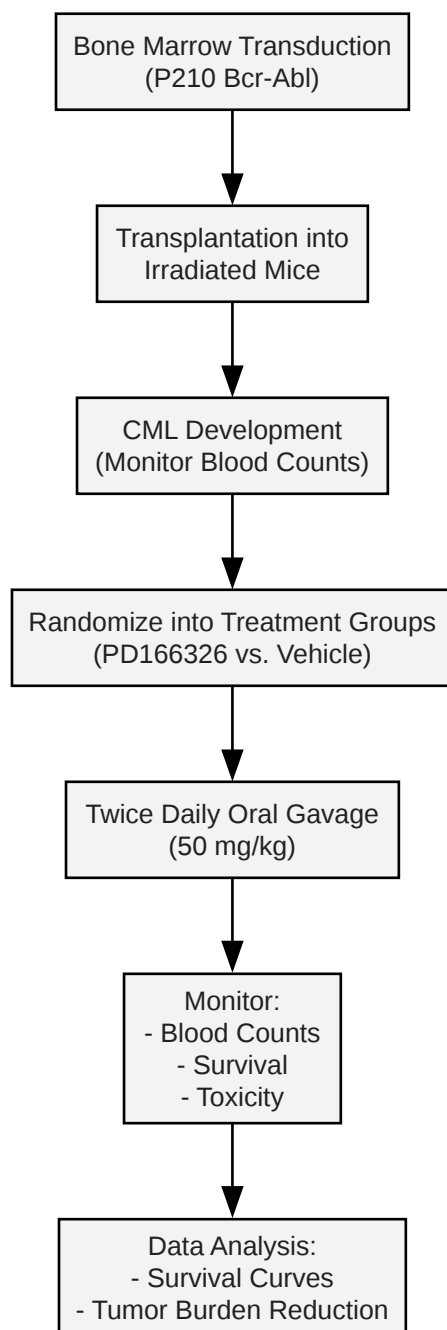 Bone Marrow Transduction
(P210 Bcr-Abl)
Transplantation into
Irradiated Mice
CML Development
(Monitor Blood Counts)
Randomize into Treatment Groups
(PD166326 vs. Vehicle)
Twice Daily Oral Gavage
(50 mg/kg)
Monitor:
- Blood Counts
- Survival
- Toxicity
Data Analysis:
- Survival Curves
- Tumor Burden Reduction